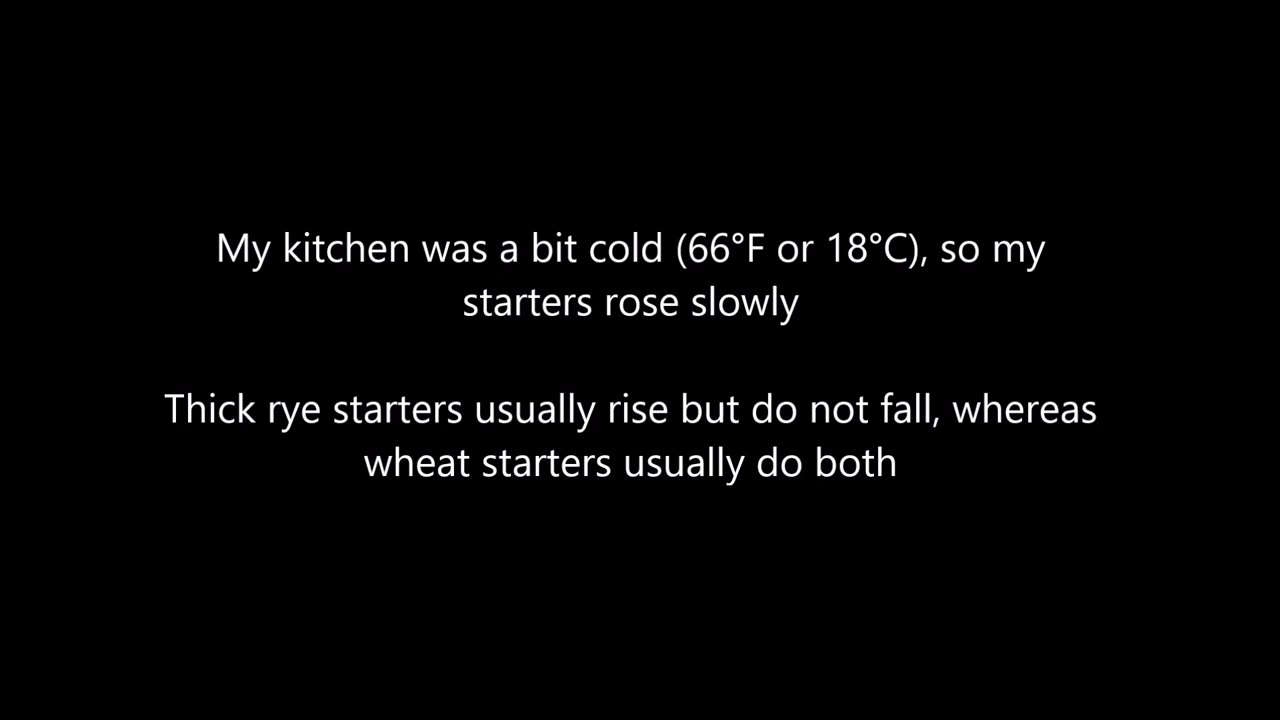 My kitchen was a bit cold (66°F or 18°C), so my
starters rose slowly
Thick rye starters usually rise but do not fall, whereas
wheat starters usually do both